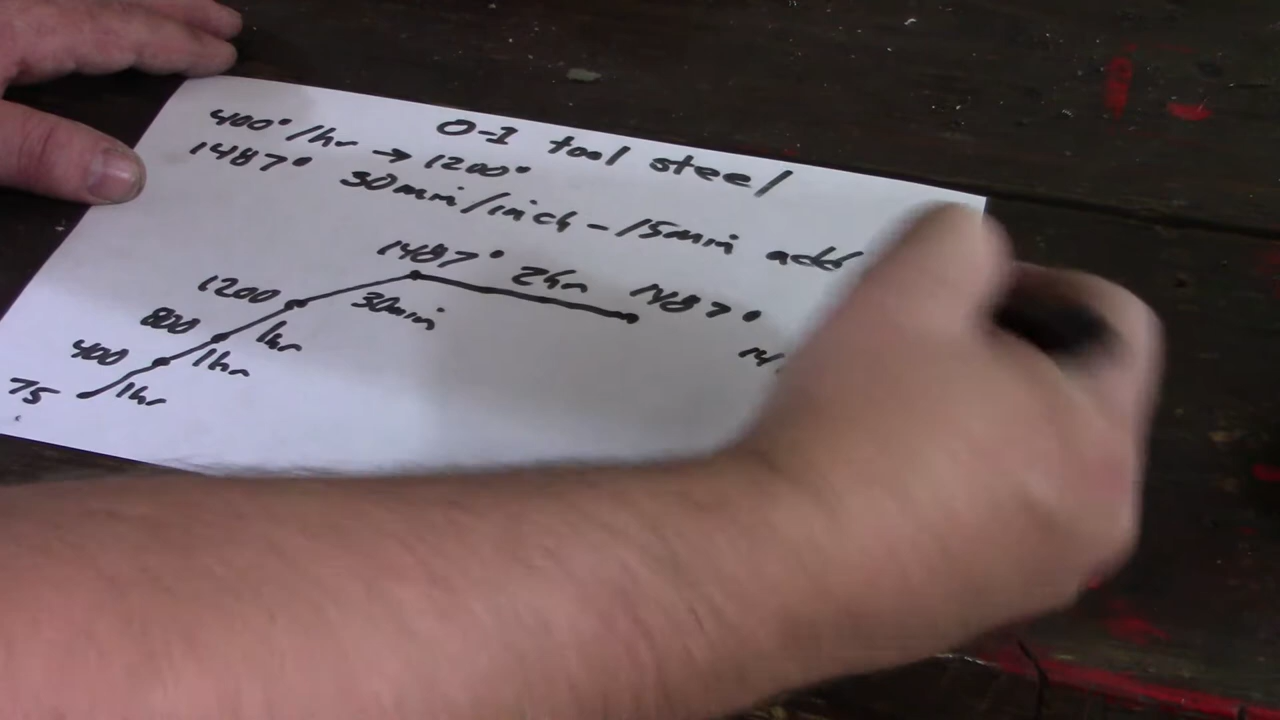 O-1 tool steel
400°/hr → 1200°
1487° 30min/inch - 15min add
1487° 2hr 1487°
1200 30min
800 1hr
400 1hr
75 1hr